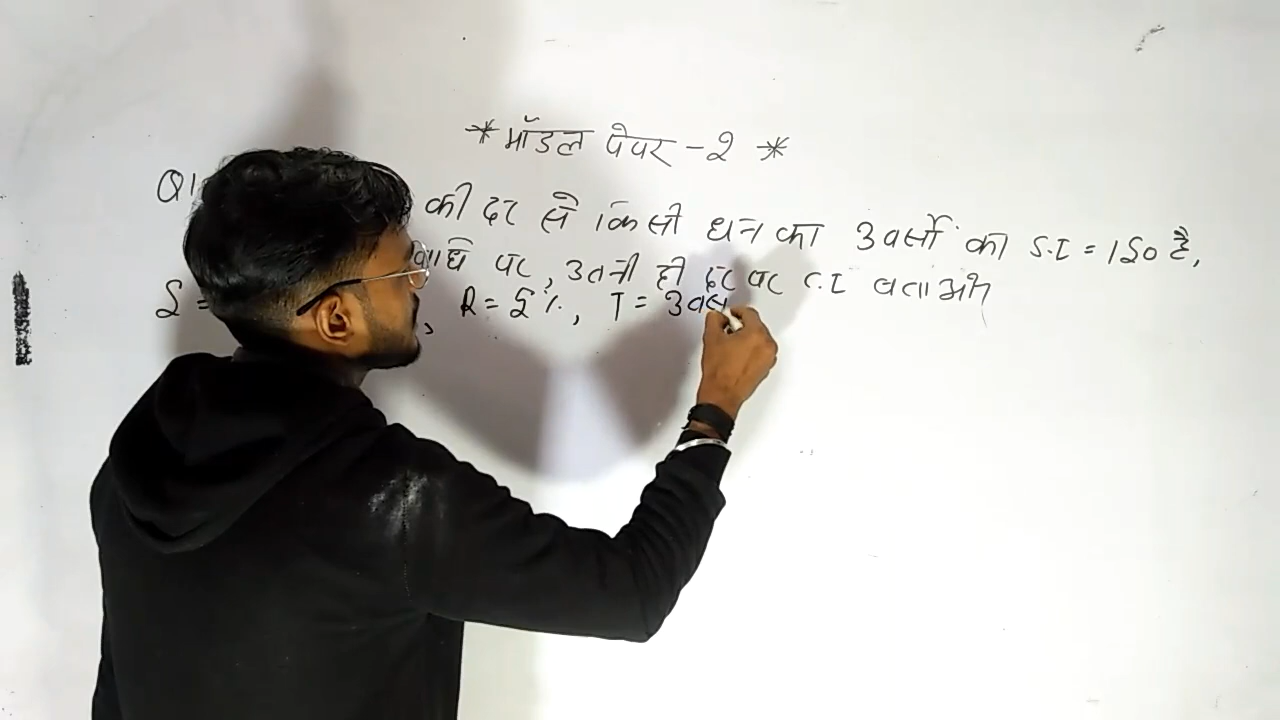 * मॉडल पेपर - 2 *
Q1 की दर से किसी धन का 3 वर्सो का S.I = 150 है,
पर, उतनी ही दर पर C.I बताओ
S = , R = 5%, T = 3 वर्स